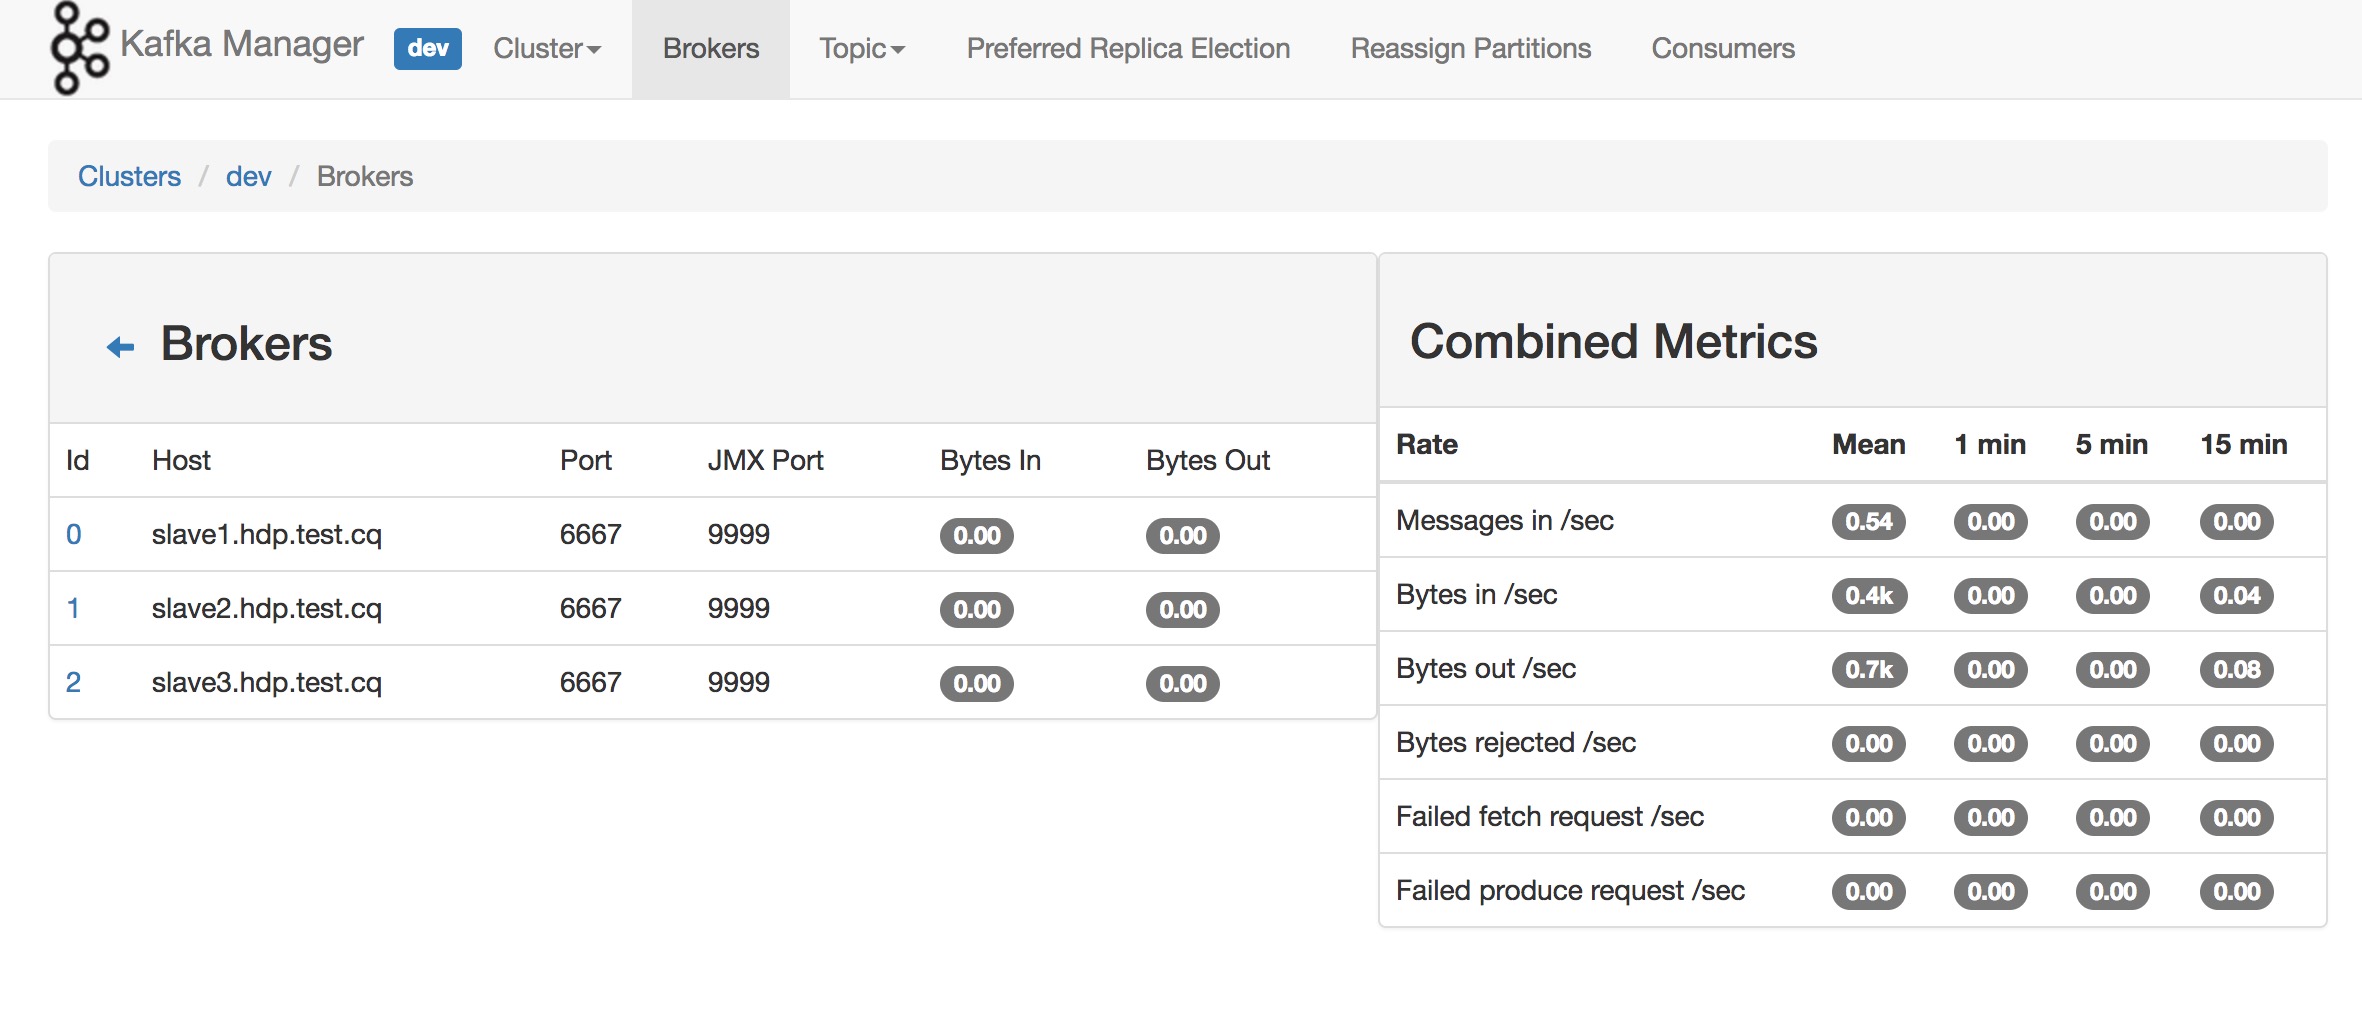 Kafka Manager dev Cluster Brokers Topic Preferred Replica Election Reassign Partitions Consumers
Clusters / dev / Brokers
Brokers
Id Host Port JMX Port Bytes In Bytes Out
0 slave1.hdp.test.cq 6667 9999 0.00 0.00
1 slave2.hdp.test.cq 6667 9999 0.00 0.00
2 slave3.hdp.test.cq 6667 9999 0.00 0.00
Combined Metrics
Rate Mean 1 min 5 min 15 min
Messages in /sec 0.54 0.00 0.00 0.00
Bytes in /sec 0.4k 0.00 0.00 0.04
Bytes out /sec 0.7k 0.00 0.00 0.08
Bytes rejected /sec 0.00 0.00 0.00 0.00
Failed fetch request /sec 0.00 0.00 0.00 0.00
Failed produce request /sec 0.00 0.00 0.00 0.00